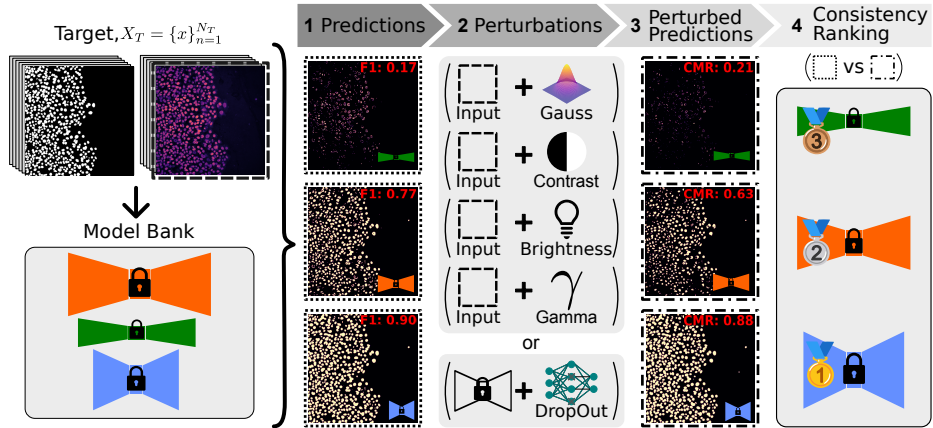 Target, X_T = {x}_{n=1}^{N_T}
Model Bank
1 Predictions
F1: 0.17
F1: 0.77
F1: 0.90
2 Perturbations
Input + Gauss
Input + Contrast
Input + Brightness
Input + γ Gamma
or
+ DropOut
3 Perturbed
Predictions
CMR: 0.21
CMR: 0.63
CMR: 0.88
4 Consistency
Ranking
( vs )
3
2
1